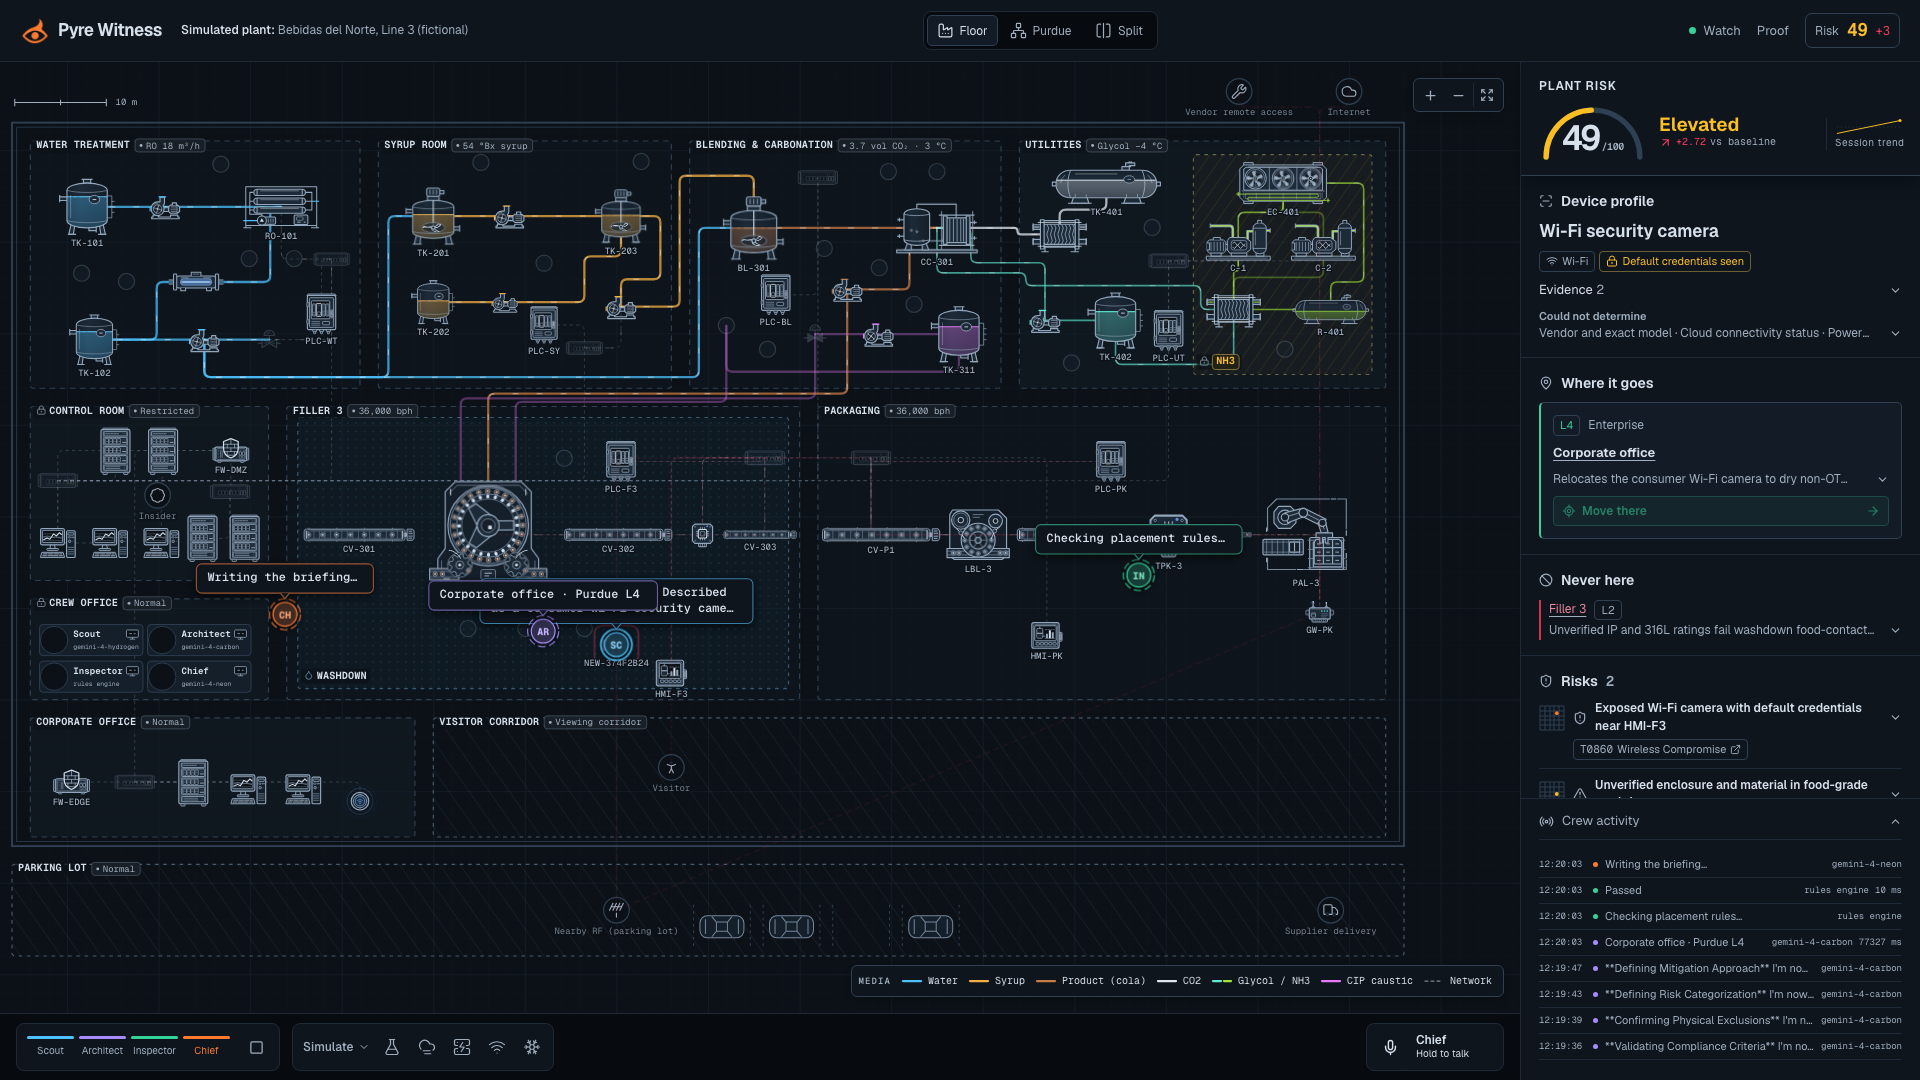 Pyre Witness
Simulated plant: Bebidas del Norte, Line 3 (fictional)
Floor
Purdue
Split
Watch
Proof
Risk 49 +3
10 m
Vendor remote access
Internet
WATER TREATMENT
RO 18 m³/h
SYRUP ROOM
54 °Bx syrup
BLENDING & CARBONATION
3.7 vol CO₂ · 3 °C
UTILITIES
Glycol −4 °C
TK-101
RO-101
TK-201
TK-203
BL-301
CC-301
TK-401
EC-401
C-1
C-2
TK-202
PLC-WT
PLC-SY
PLC-BL
TK-102
TK-311
TK-402
PLC-UT
R-401
NH3
CONTROL ROOM
Restricted
FILLER 3
36,000 bph
PACKAGING
36,000 bph
FW-DMZ
Insider
PLC-F3
PLC-PK
CV-301
CV-302
CV-303
CV-P1
LBL-3
TPK-3
PAL-3
GW-PK
HMI-PK
Checking placement rules…
IN
Writing the briefing…
CH
Corporate office · Purdue L4
Described
AR
SC
NEW-374F2B24
HMI-F3
WASHDOWN
CREW OFFICE
Normal
Scout
gemini-4-hydrogen
Architect
gemini-4-carbon
Inspector
rules engine
Chief
gemini-4-neon
CORPORATE OFFICE
Normal
FW-EDGE
VISITOR CORRIDOR
Viewing corridor
Visitor
PARKING LOT
Normal
Nearby RF (parking lot)
Supplier delivery
MEDIA
Water
Syrup
Product (cola)
CO2
Glycol / NH3
CIP caustic
Network
Scout
Architect
Inspector
Chief
Simulate
Chief
Hold to talk
PLANT RISK
49/100
Elevated
+2.72 vs baseline
Session trend
Device profile
Wi-Fi security camera
Wi-Fi
Default credentials seen
Evidence 2
Could not determine
Vendor and exact model · Cloud connectivity status · Power…
Where it goes
L4
Enterprise
Corporate office
Relocates the consumer Wi-Fi camera to dry non-OT…
Move there
Never here
Filler 3
L2
Unverified IP and 316L ratings fail washdown food-contact…
Risks 2
Exposed Wi-Fi camera with default credentials
near HMI-F3
T0860 Wireless Compromise
Unverified enclosure and material in food-grade
Crew activity
12:20:03 Writing the briefing… gemini-4-neon
12:20:03 Passed rules engine 10 ms
12:20:03 Checking placement rules… rules engine
12:20:03 Corporate office · Purdue L4 gemini-4-carbon 77327 ms
12:19:47 **Defining Mitigation Approach** I'm no… gemini-4-carbon
12:19:43 **Defining Risk Categorization** I'm now… gemini-4-carbon
12:19:39 **Confirming Physical Exclusions** I'm n… gemini-4-carbon
12:19:36 **Validating Compliance Criteria** I'm no… gemini-4-carbon